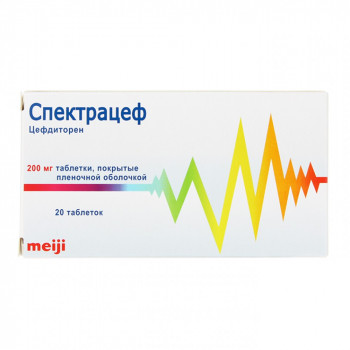 Спектрацеф
Цефдиторен
200 мг таблетки, покрытые
пленочной оболочкой
20 таблеток
meiji